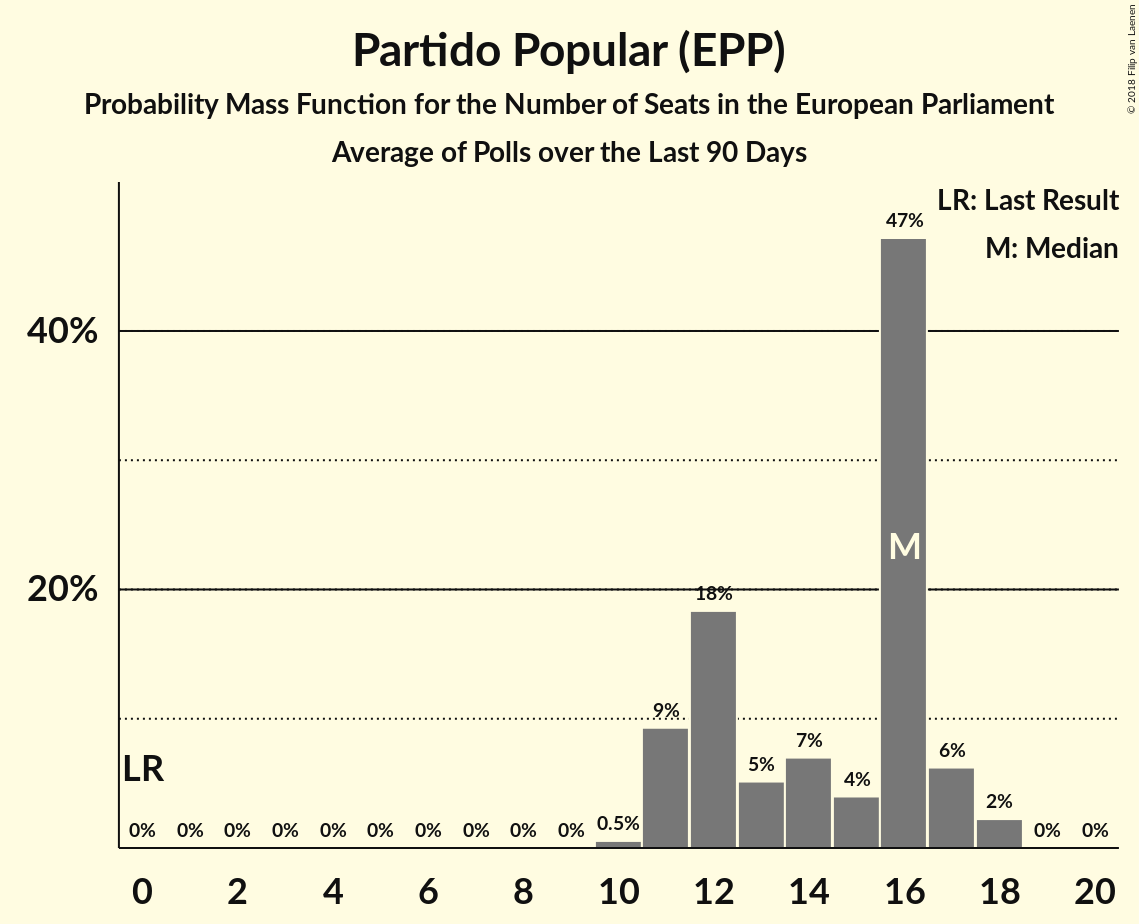 Partido Popular (EPP)
Probability Mass Function for the Number of Seats in the European Parliament
Average of Polls over the Last 90 Days
© 2018 Filip van Laenen
LR: Last Result
M: Median
40%
20%
47%
M
18%
9%
7%
6%
5%
4%
2%
LR
0% 0% 0% 0% 0% 0% 0% 0% 0% 0% 0.5% 0% 0%
0 2 4 6 8 10 12 14 16 18 20